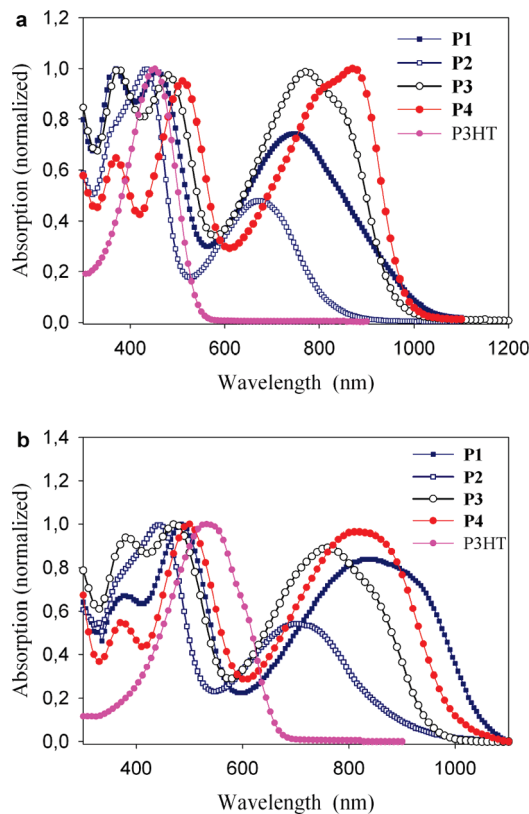 a
1,2
1,0
0,8
0,6
0,4
0,2
0,0
Absorption (normalized)
P1
P2
P3
P4
P3HT
400 600 800 1000 1200
Wavelength (nm)
b
1,4
1,2
1,0
0,8
0,6
0,4
0,2
0,0
Absorption (normalized)
P1
P2
P3
P4
P3HT
400 600 800 1000
Wavelength (nm)